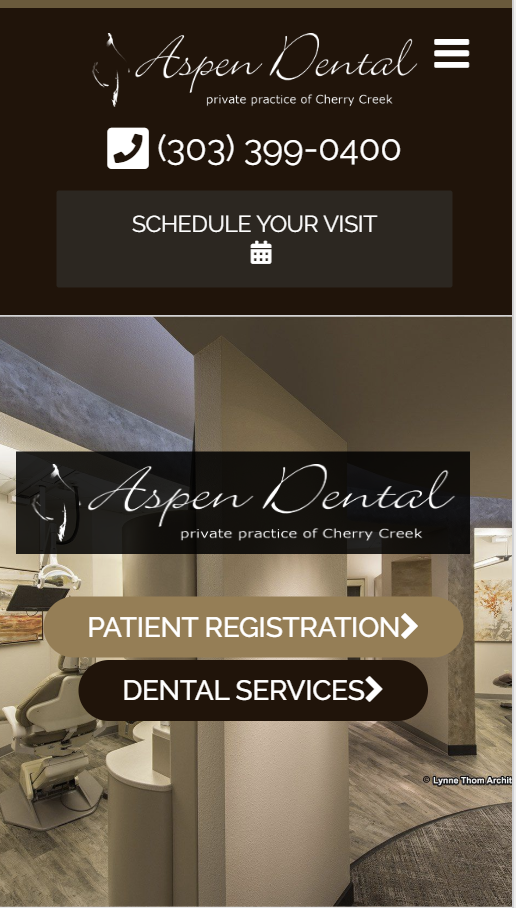 Aspen Dental
private practice of Cherry Creek
(303) 399-0400
SCHEDULE YOUR VISIT
Aspen Dental
private practice of Cherry Creek
PATIENT REGISTRATION
DENTAL SERVICES
© Lynne Thom Archit